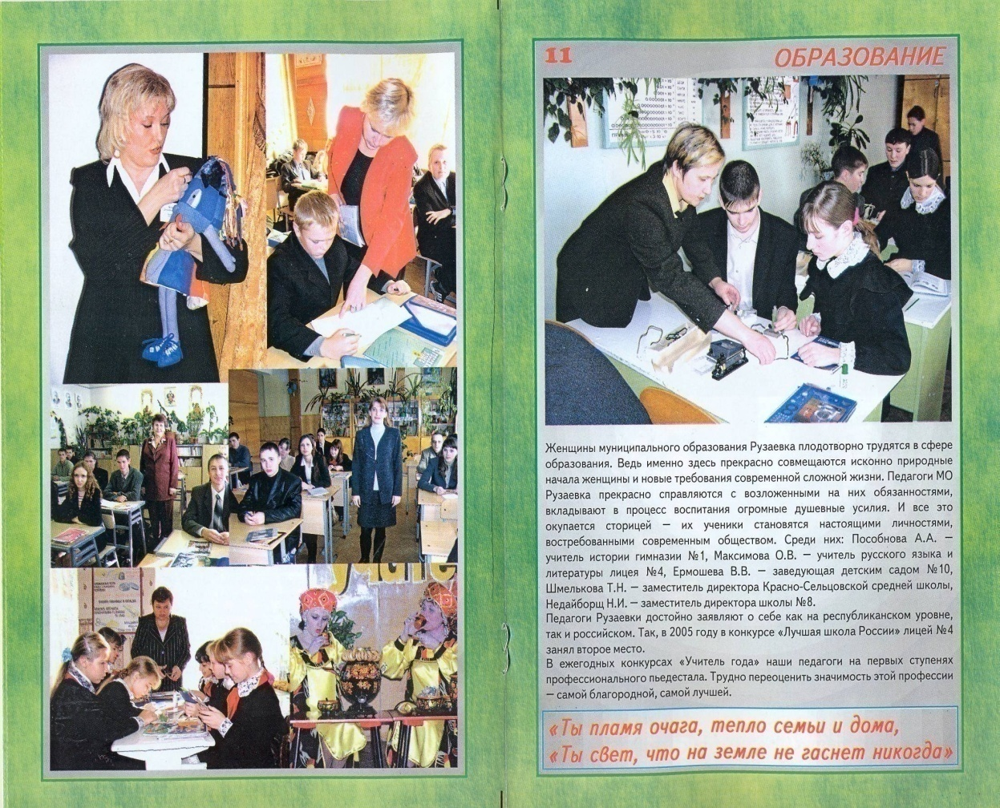 11
ОБРАЗОВАНИЕ
Женщины муниципального образования Рузаевка плодотворно трудятся в сфере
образования. Ведь именно здесь прекрасно совмещаются исконно природные
начала женщины и новые требования современной сложной жизни. Педагоги МО
Рузаевка прекрасно справляются с возложенными на них обязанностями,
вкладывают в процесс воспитания огромные душевные усилия. И все это
окупается сторицей – их ученики становятся настоящими личностями,
востребованными современным обществом. Среди них: Пособнова А.А. –
учитель истории гимназии №1, Максимова О.В. – учитель русского языка и
литературы лицея №4, Ермошева В.В. – заведующая детским садом №10,
Шмелькова Т.Н. – заместитель директора Красно-Сельцовской средней школы,
Недайборщ Н.И. – заместитель директора школы №8.
Педагоги Рузаевки достойно заявляют о себе как на республиканском уровне,
так и российском. Так, в 2005 году в конкурсе «Лучшая школа России» лицей №4
занял второе место.
В ежегодных конкурсах «Учитель года» наши педагоги на первых ступенях
профессионального пьедестала. Трудно переоценить значимость этой профессии
– самой благородной, самой лучшей.
«Ты пламя очага, тепло семьи и дома,
«Ты свет, что на земле не гаснет никогда»